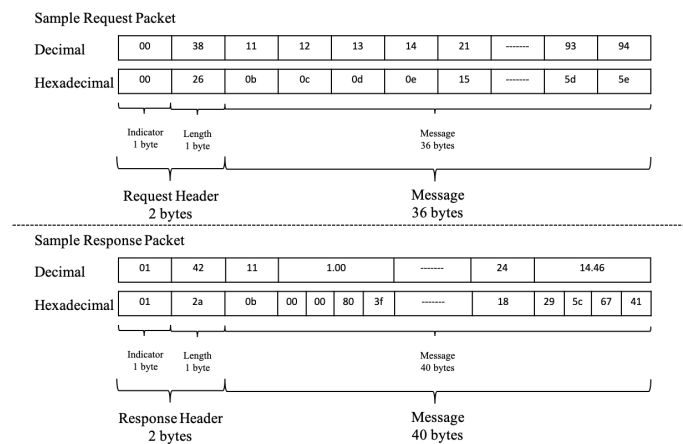 Sample Request Packet
Decimal 00 38 11 12 13 14 21 ------- 93 94
Hexadecimal 00 26 0b 0c 0d 0e 15 ------- 5d 5e
Indicator Length Message
1 byte 1 byte 36 bytes
Request Header Message
2 bytes 36 bytes
Sample Response Packet
Decimal 01 42 11 1.00 ------- 24 14.46
Hexadecimal 01 2a 0b 00 00 80 3f ------- 18 29 5c 67 41
Indicator Length Message
1 byte 1 byte 40 bytes
Response Header Message
2 bytes 40 bytes